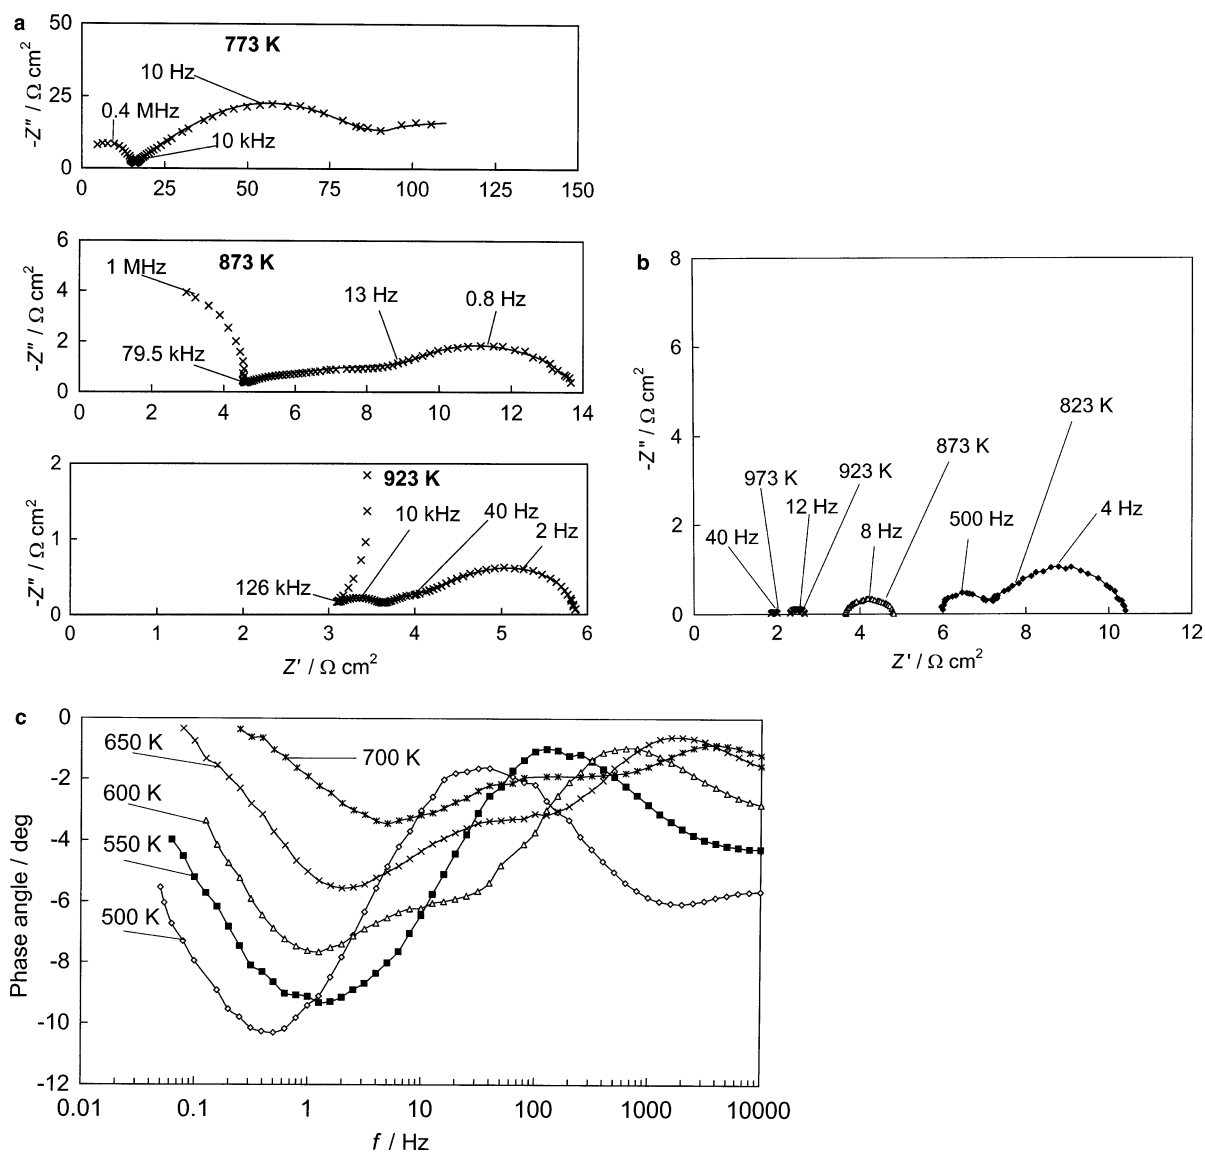 a
50
25
0
-Z" / Ω cm²
773 K
10 Hz
0.4 MHz
10 kHz
0 25 50 75 100 125 150
6
4
2
0
-Z" / Ω cm²
1 MHz
873 K
13 Hz
0.8 Hz
79.5 kHz
0 2 4 6 8 10 12 14
2
1
0
-Z" / Ω cm²
923 K
10 kHz
40 Hz
2 Hz
126 kHz
0 1 2 3 4 5 6
Z' / Ω cm²
b
8
6
4
2
0
-Z" / Ω cm²
823 K
873 K
923 K
973 K
12 Hz
40 Hz
8 Hz
500 Hz
4 Hz
0 2 4 6 8 10 12
Z' / Ω cm²
c
0
-2
-4
-6
-8
-10
-12
Phase angle / deg
650 K
700 K
600 K
550 K
500 K
0.01 0.1 1 10 100 1000 10000
f / Hz